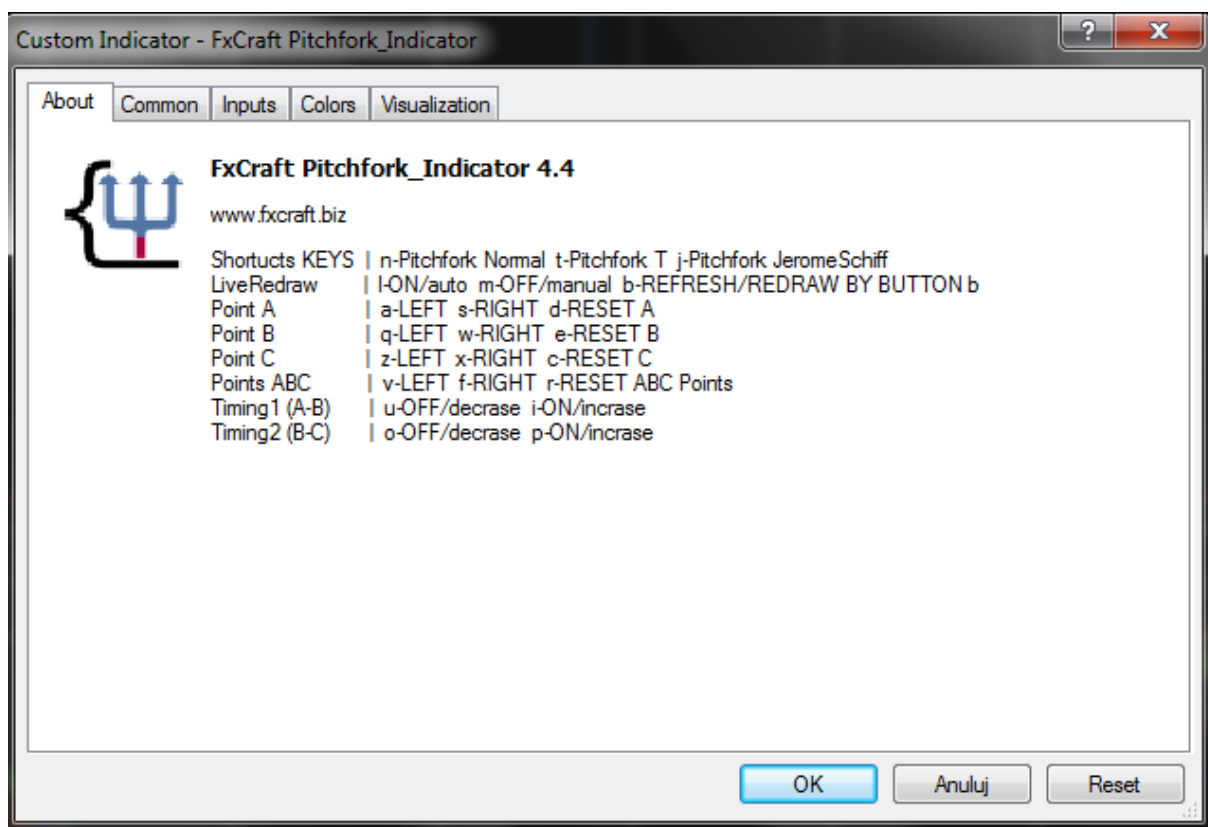 Custom Indicator - FxCraft Pitchfork_Indicator
?
X
About Common Inputs Colors Visualization
FxCraft Pitchfork_Indicator 4.4
www.fxcraft.biz
Shortucts KEYS | n-Pitchfork Normal t-Pitchfork T j-Pitchfork JeromeSchiff
LiveRedraw | l-ON/auto m-OFF/manual b-REFRESH/REDRAW BY BUTTON b
Point A | a-LEFT s-RIGHT d-RESET A
Point B | q-LEFT w-RIGHT e-RESET B
Point C | z-LEFT x-RIGHT c-RESET C
Points ABC | v-LEFT f-RIGHT r-RESET ABC Points
Timing1 (A-B) | u-OFF/decrase i-ON/incrase
Timing2 (B-C) | o-OFF/decrase p-ON/incrase
OK Anuluj Reset